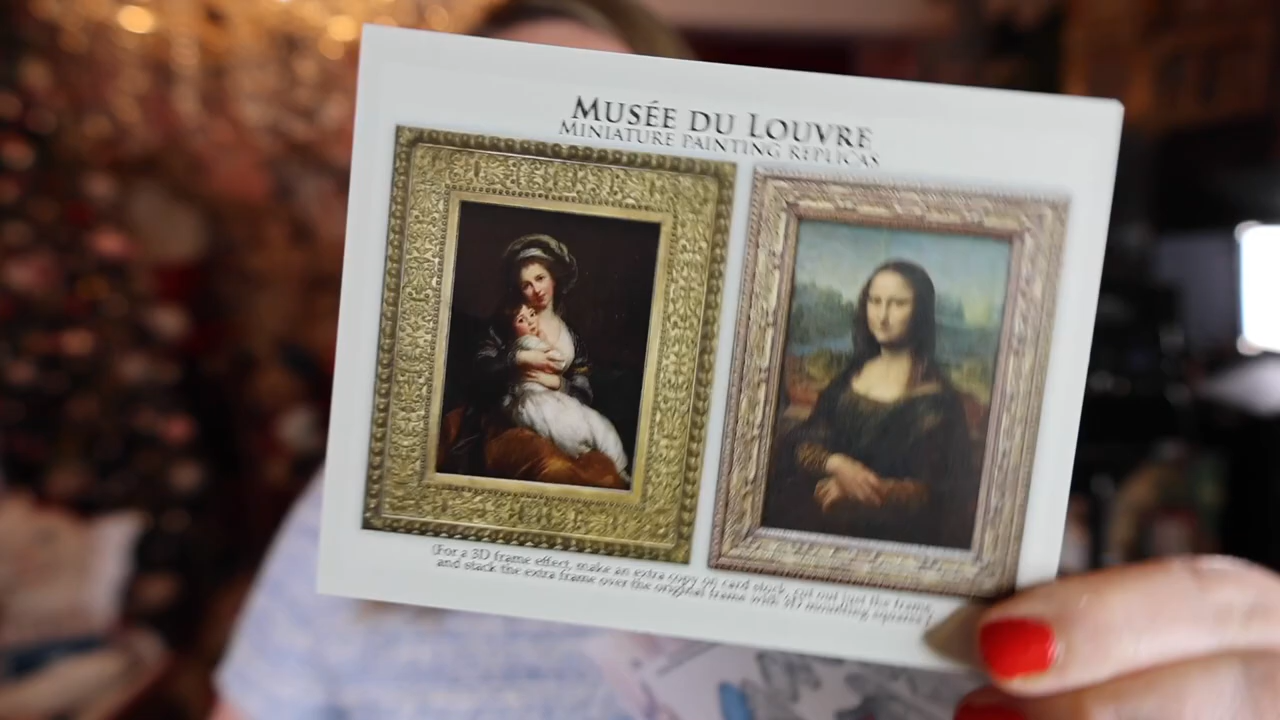 MUSÉE DU LOUVRE
MINIATURE PAINTING REPLICAS
(For a 3D frame effect, make an extra copy on card stock, cut out just the frame,
and stack the extra frame over the original frame with 3D mounting squares.)